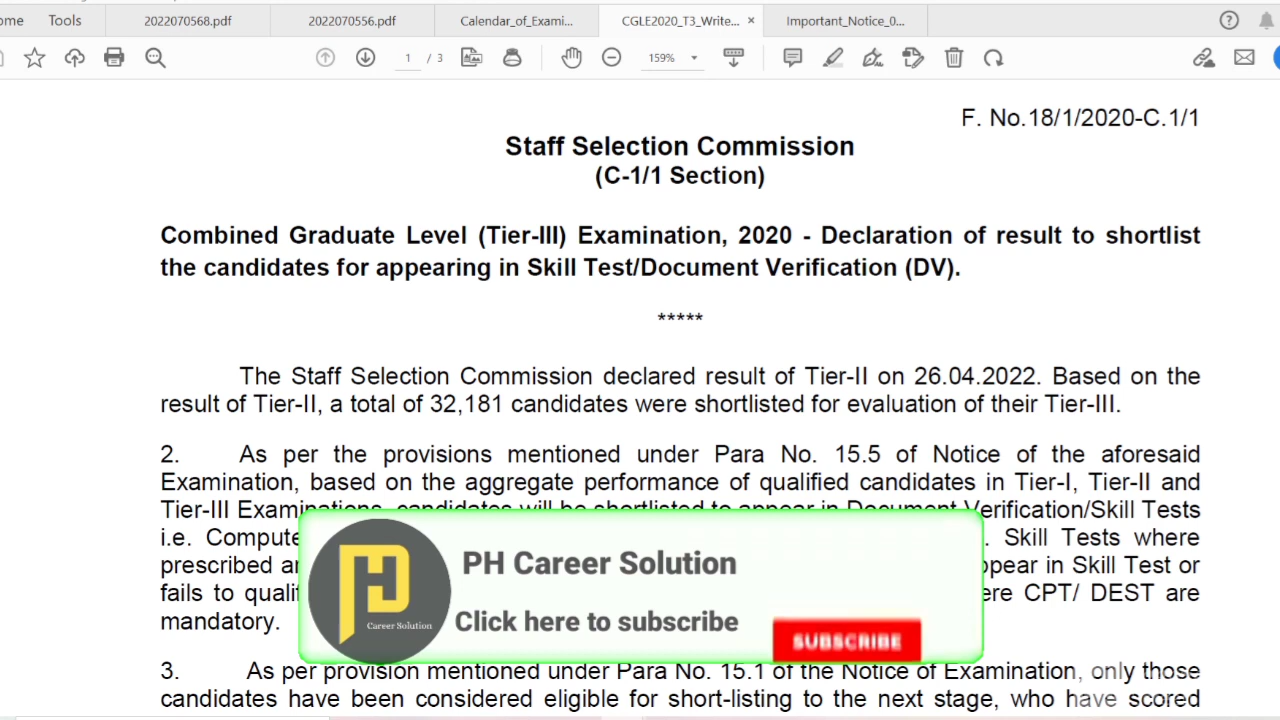 ome Tools 2022070568.pdf 2022070556.pdf Calendar_of_Exami... CGLE2020_T3_Write... × Important_Notice_0...
1 / 3 159%
F. No.18/1/2020-C.1/1
Staff Selection Commission
(C-1/1 Section)
Combined Graduate Level (Tier-III) Examination, 2020 - Declaration of result to shortlist
the candidates for appearing in Skill Test/Document Verification (DV).
*****
The Staff Selection Commission declared result of Tier-II on 26.04.2022. Based on the
result of Tier-II, a total of 32,181 candidates were shortlisted for evaluation of their Tier-III.
2. As per the provisions mentioned under Para No. 15.5 of Notice of the aforesaid
Examination, based on the aggregate performance of qualified candidates in Tier-I, Tier-II and
Tier-III Examinations, candidates will be shortlisted to appear in Document Verification/Skill Tests
i.e. Compute . Skill Tests where
prescribed ar ppear in Skill Test or
fails to qualif ere CPT/ DEST are
mandatory.
PH Career Solution
Career Solution
Click here to subscribe
SUBSCRIBE
3. As per provision mentioned under Para No. 15.1 of the Notice of Examination, only those
candidates have been considered eligible for short-listing to the next stage, who have scored